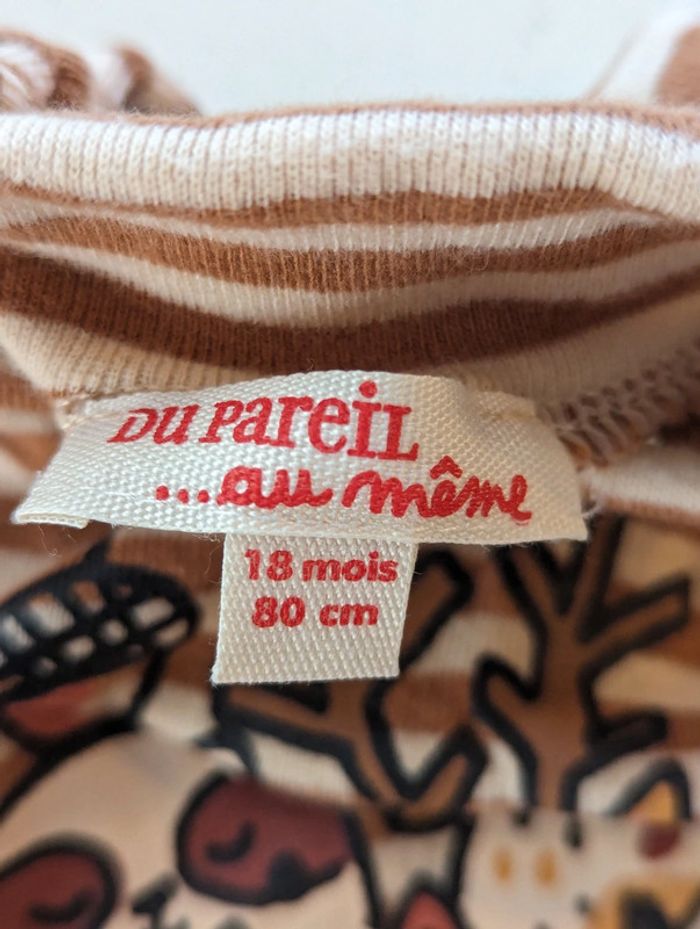 DU PAREIL
...au même
18 mois
80 cm